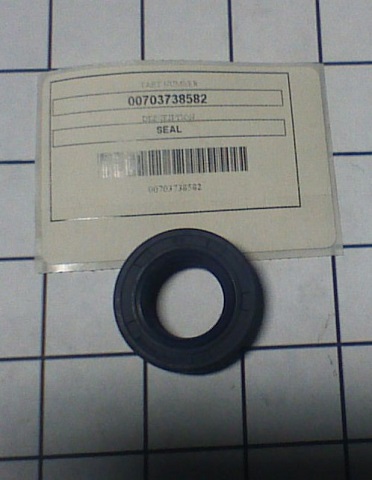 PART NUMBER
00703738582
DESCRIPTION
SEAL
00703738582